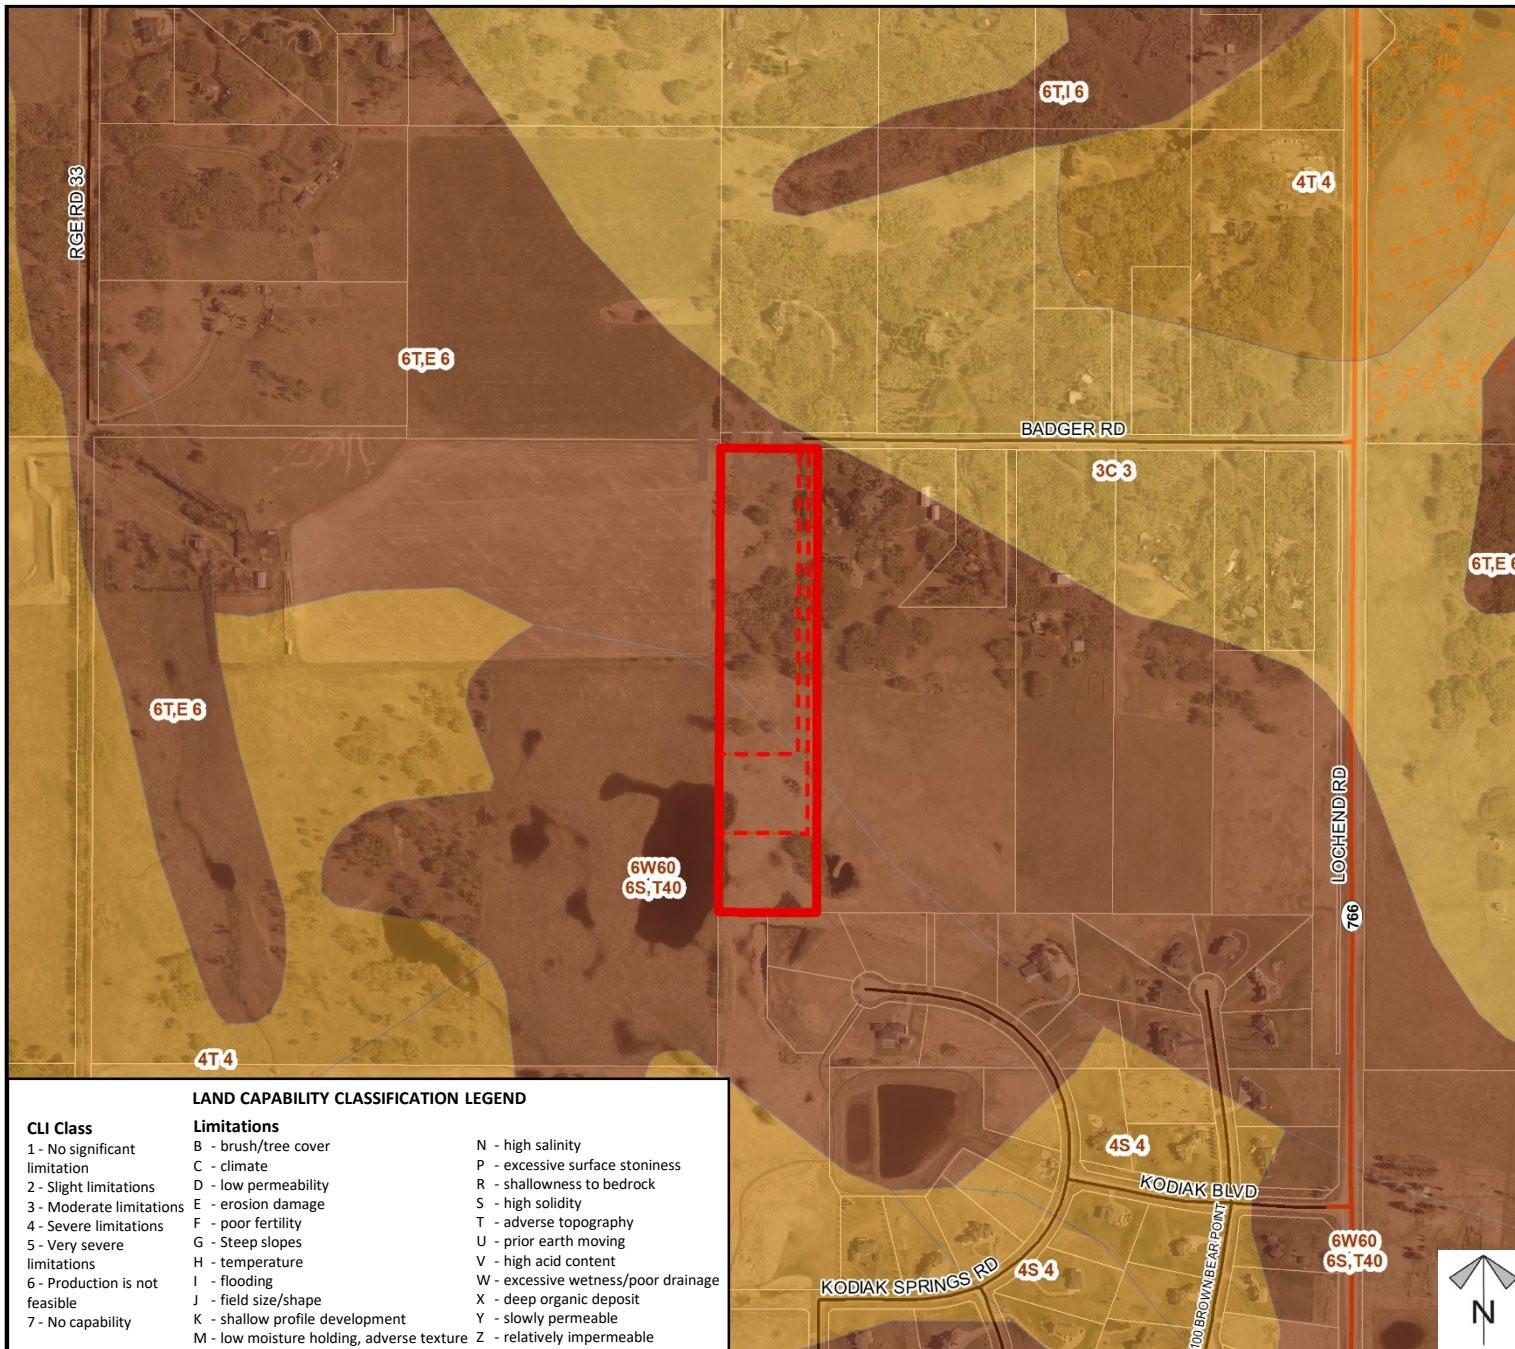 6T,I 6
4T 4
RGE RD 33
6T,E 6
BADGER RD
3C 3
6T,E 6
6T,E 6
LOCHEND RD
6W60
6S,T40
766
4T 4
4S 4
KODIAK BLVD
100 BROWN BEAR POINT
6W60
6S,T40
4S 4
KODIAK SPRINGS RD
N
LAND CAPABILITY CLASSIFICATION LEGEND
CLI Class
1 - No significant
limitation
2 - Slight limitations
3 - Moderate limitations
4 - Severe limitations
5 - Very severe
limitations
6 - Production is not
feasible
7 - No capability
Limitations
B - brush/tree cover
C - climate
D - low permeability
E - erosion damage
F - poor fertility
G - Steep slopes
H - temperature
I - flooding
J - field size/shape
K - shallow profile development
M - low moisture holding, adverse texture
N - high salinity
P - excessive surface stoniness
R - shallowness to bedrock
S - high solidity
T - adverse topography
U - prior earth moving
V - high acid content
W - excessive wetness/poor drainage
X - deep organic deposit
Y - slowly permeable
Z - relatively impermeable